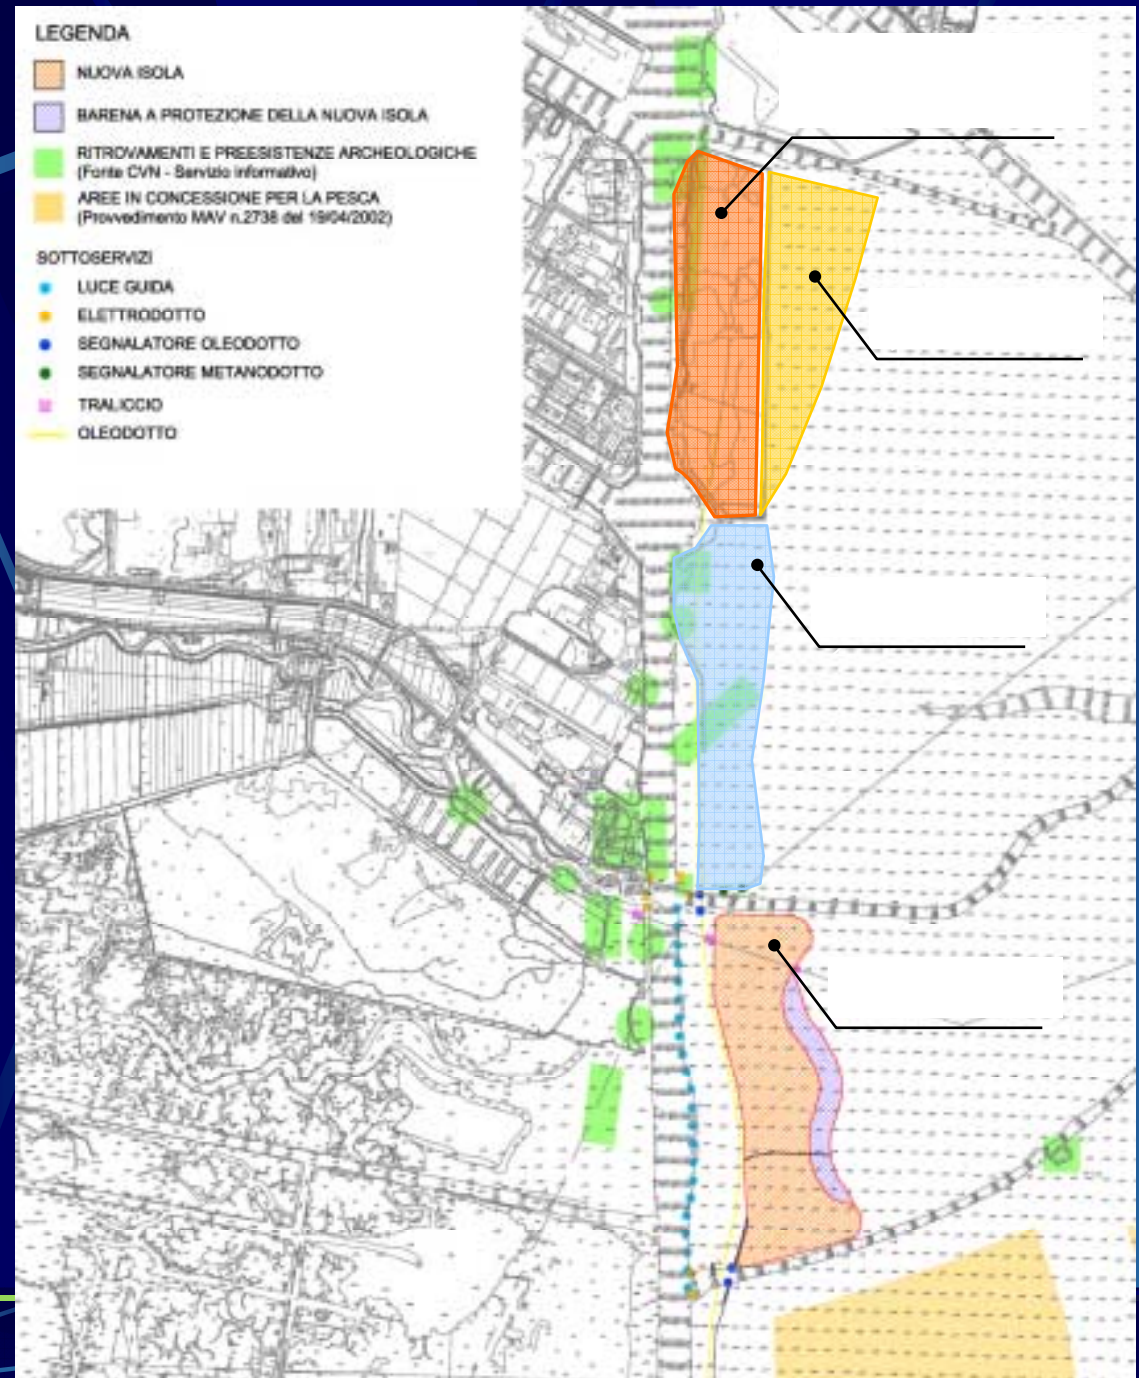 LEGENDA
NUOVA ISOLA
BARENA A PROTEZIONE DELLA NUOVA ISOLA
RITROVAMENTI E PREESISTENZE ARCHEOLOGICHE
(Fonte CVN - Servizio informativo)
AREE IN CONCESSIONE PER LA PESCA
(Provvedimento MAV n.2738 del 19/04/2002)
SOTTOSERVIZI
LUCE GUIDA
ELETTRODOTTO
SEGNALATORE OLEODOTTO
SEGNALATORE METANODOTTO
TRALICCIO
OLEODOTTO